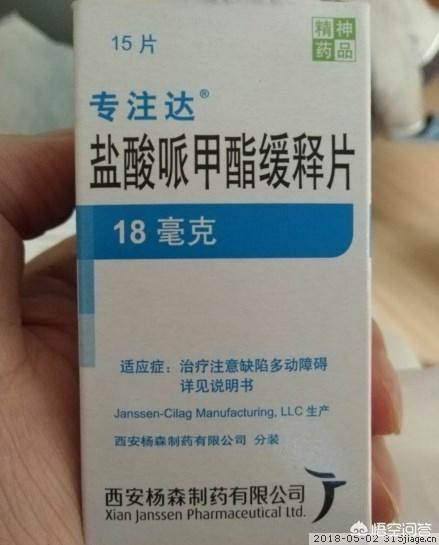 15 片
精神
药品
专注达®
盐酸哌甲酯缓释片
18 毫克
适应症：治疗注意缺陷多动障碍
详见说明书
Janssen-Cilag Manufacturing, LLC 生产
西安杨森制药有限公司 分装
西安杨森制药有限公司
Xian Janssen Pharmaceutical Ltd.
悟空问答
2018-05-02 315jiage.cn